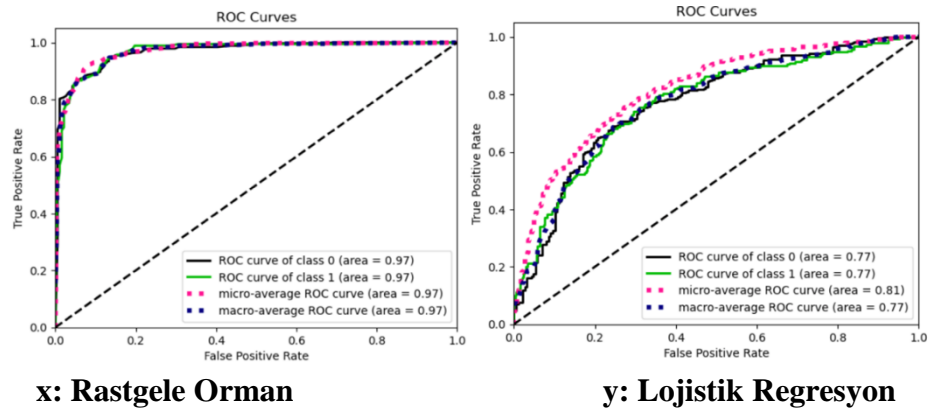 ROC Curves
1.0
0.8
0.6
0.4
0.2
0.0
True Positive Rate
ROC curve of class 0 (area = 0.97)
ROC curve of class 1 (area = 0.97)
micro-average ROC curve (area = 0.97)
macro-average ROC curve (area = 0.97)
0.0 0.2 0.4 0.6 0.8 1.0
False Positive Rate
x: Rastgele Orman
ROC Curves
1.0
0.8
0.6
0.4
0.2
0.0
True Positive Rate
ROC curve of class 0 (area = 0.77)
ROC curve of class 1 (area = 0.77)
micro-average ROC curve (area = 0.81)
macro-average ROC curve (area = 0.77)
0.0 0.2 0.4 0.6 0.8 1.0
False Positive Rate
y: Lojistik Regresyon